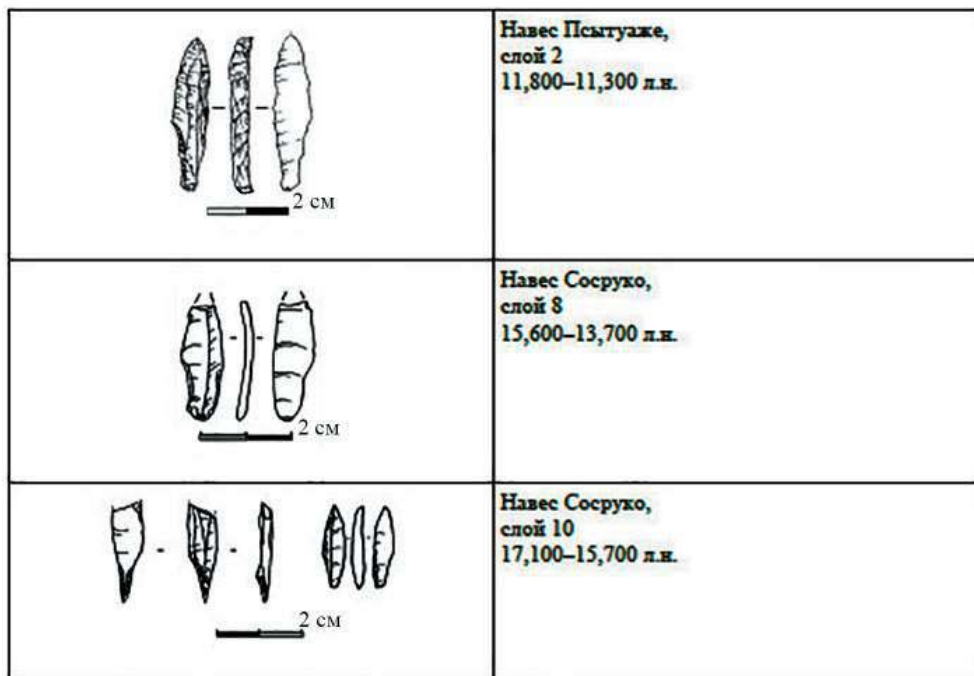 Навес Псытуаже,
слой 2
11,800–11,300 л.н.
2 см
Навес Сосруко,
слой 8
15,600–13,700 л.н.
2 см
Навес Сосруко,
слой 10
17,100–15,700 л.н.
2 см